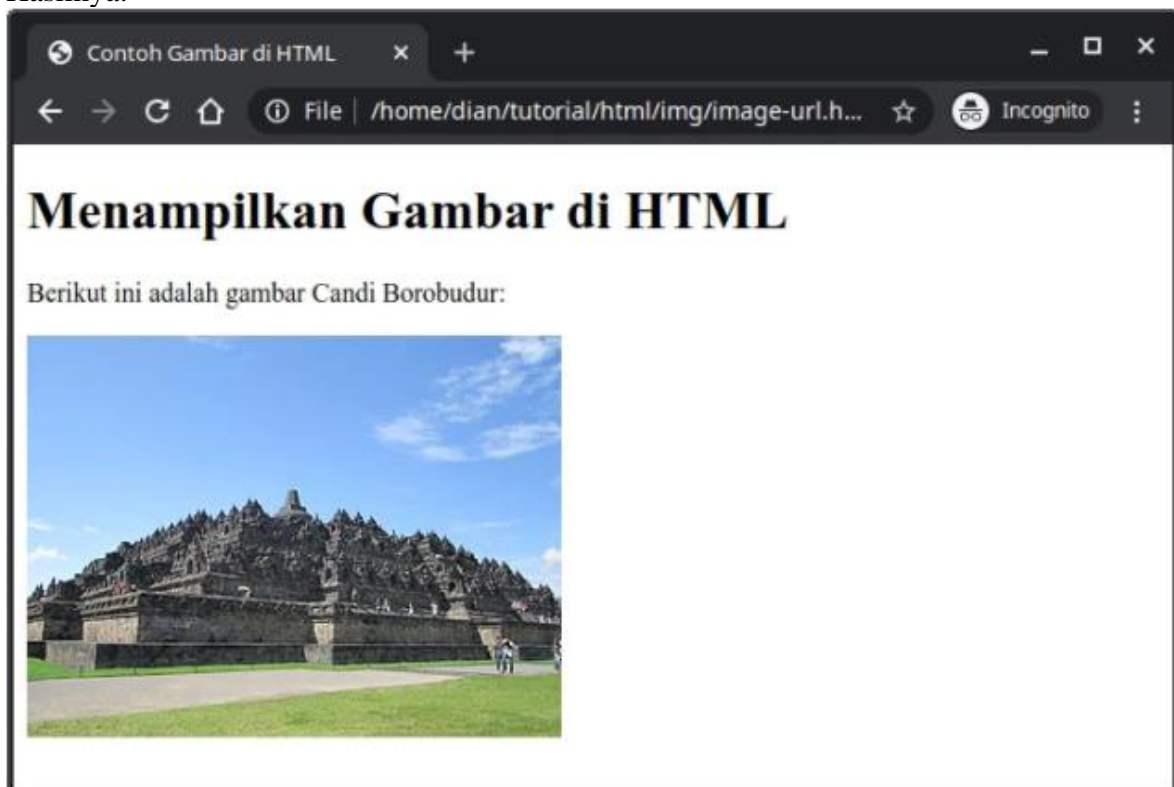 Contoh Gambar di HTML
File /home/dian/tutorial/html/img/image-url.h... Incognito
Menampilkan Gambar di HTML
Berikut ini adalah gambar Candi Borobudur: